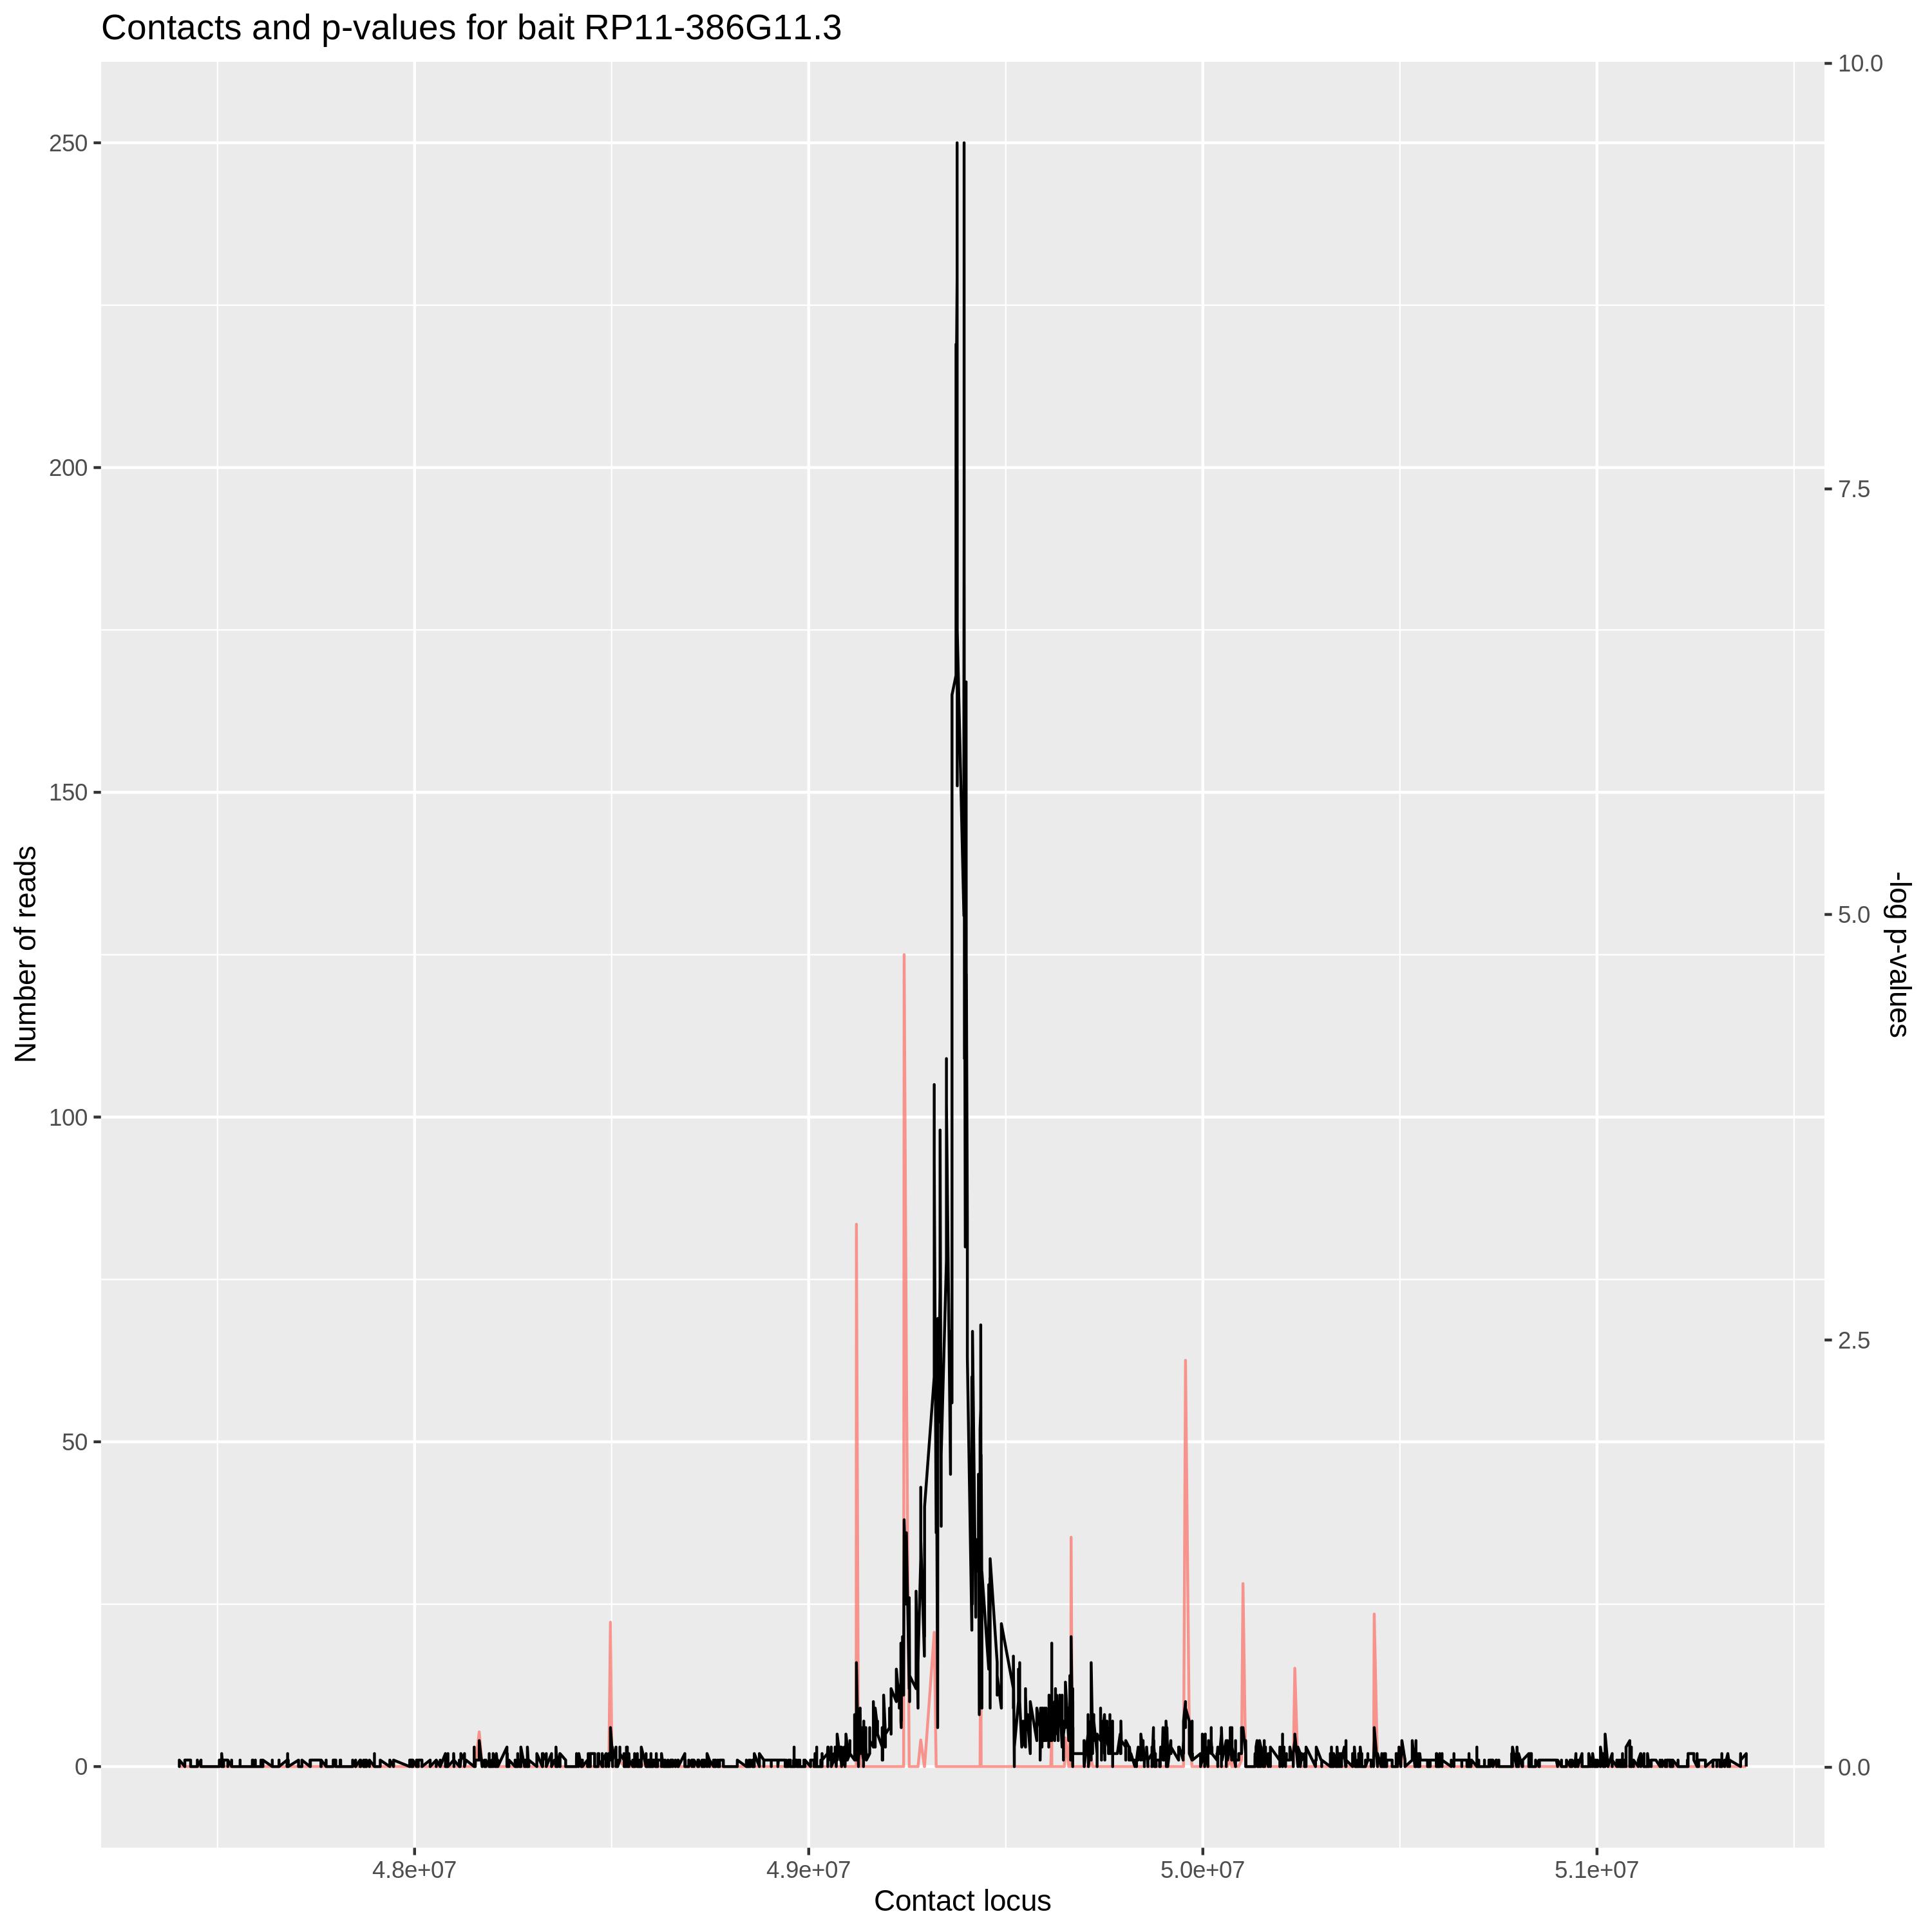 Contacts and p-values for bait RP11-386G11.3
10.0
250
200
7.5
150
5.0
Number of reads
-log p-values
100
2.5
50
0
0.0
4.8e+07 4.9e+07 5.0e+07 5.1e+07
Contact locus